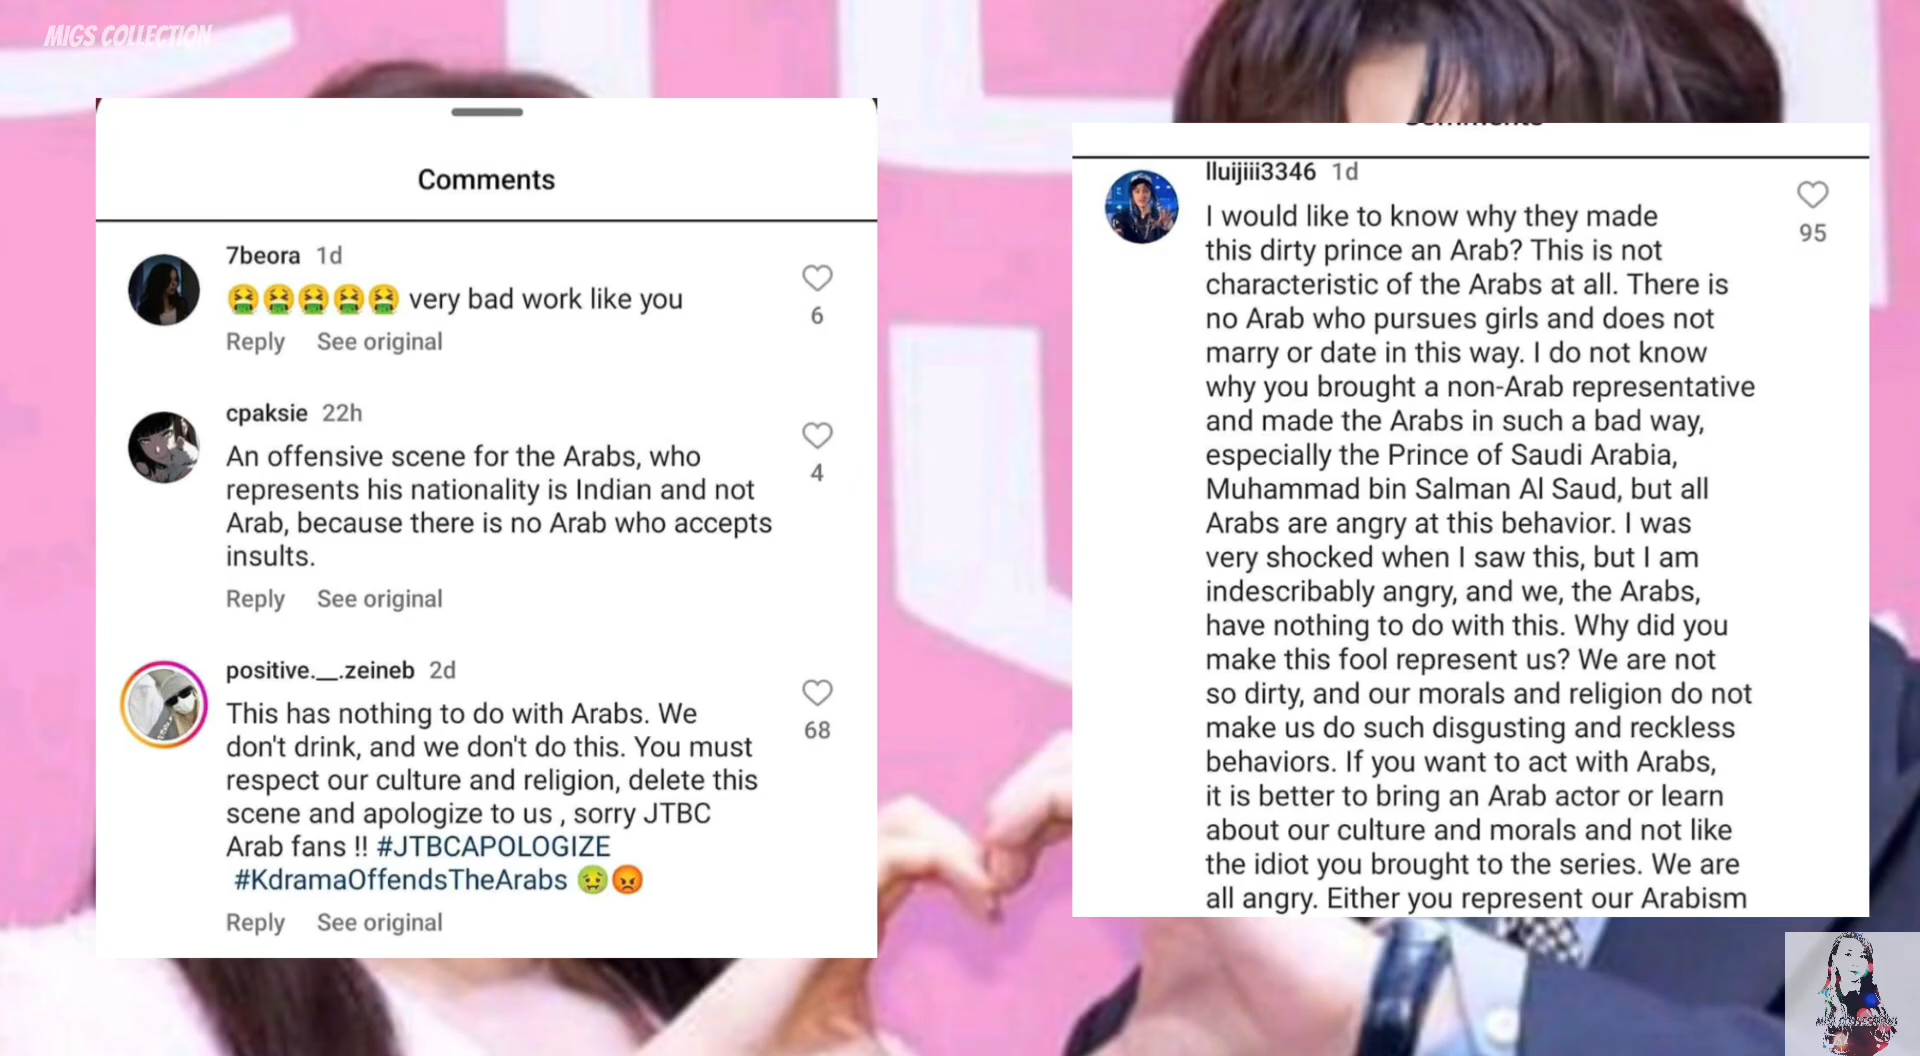 MIGS COLLECTION
Comments
7beora 1d
🤮🤮🤮🤮🤮 very bad work like you
6
Reply See original
cpaksie 22h
An offensive scene for the Arabs, who
represents his nationality is Indian and not
Arab, because there is no Arab who accepts
insults.
4
Reply See original
positive.__.zeineb 2d
This has nothing to do with Arabs. We
don't drink, and we don't do this. You must
respect our culture and religion, delete this
scene and apologize to us , sorry JTBC
Arab fans !! #JTBCAPOLOGIZE
#KdramaOffendsTheArabs 🤢😡
68
Reply See original
Comments
lluijiii3346 1d
I would like to know why they made
this dirty prince an Arab? This is not
characteristic of the Arabs at all. There is
no Arab who pursues girls and does not
marry or date in this way. I do not know
why you brought a non-Arab representative
and made the Arabs in such a bad way,
especially the Prince of Saudi Arabia,
Muhammad bin Salman Al Saud, but all
Arabs are angry at this behavior. I was
very shocked when I saw this, but I am
indescribably angry, and we, the Arabs,
have nothing to do with this. Why did you
make this fool represent us? We are not
so dirty, and our morals and religion do not
make us do such disgusting and reckless
behaviors. If you want to act with Arabs,
it is better to bring an Arab actor or learn
about our culture and morals and not like
the idiot you brought to the series. We are
all angry. Either you represent our Arabism
95